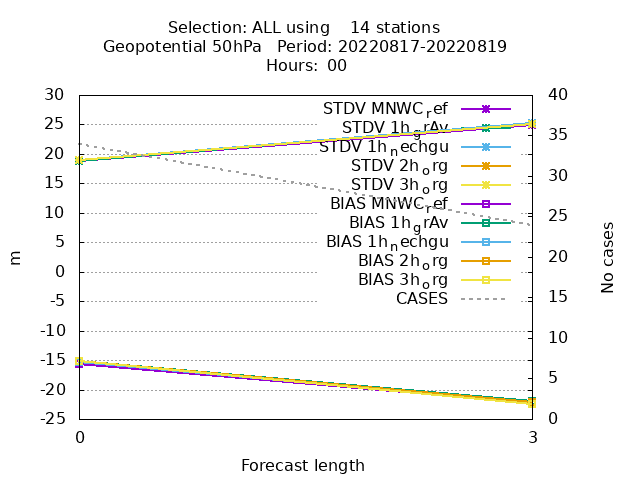 Selection: ALL using    14 stations
Geopotential 50hPa   Period: 20220817-20220819
Hours: 00
30
25
20
15
10
5
0
-5
-10
-15
-20
-25
m
40
35
30
25
20
15
10
5
0
No cases
STDV MNWC_ref
STDV 1h_grAv
STDV 1h_nechgu
STDV 2h_org
STDV 3h_org
BIAS MNWC_ref
BIAS 1h_grAv
BIAS 1h_nechgu
BIAS 2h_org
BIAS 3h_org
CASES
0 3
Forecast length